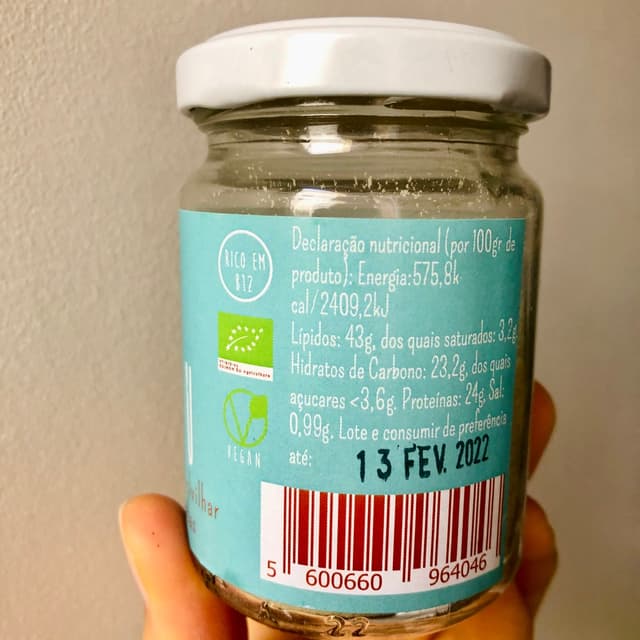 RICO EM
B12
Declaração nutricional (por 100gr de
produto): Energía:575,8k
cal/2409,2kJ
Lípidos: 43g, dos quais saturados: 3,2g
Hidratos de Carbono: 23,2g, dos quais
açucares <3,6g. Proteínas: 24g, Sal:
0,99g. Lote e consumir de preferência
até: 13 FEV. 2022
VEGAN
5 600660 964046
22